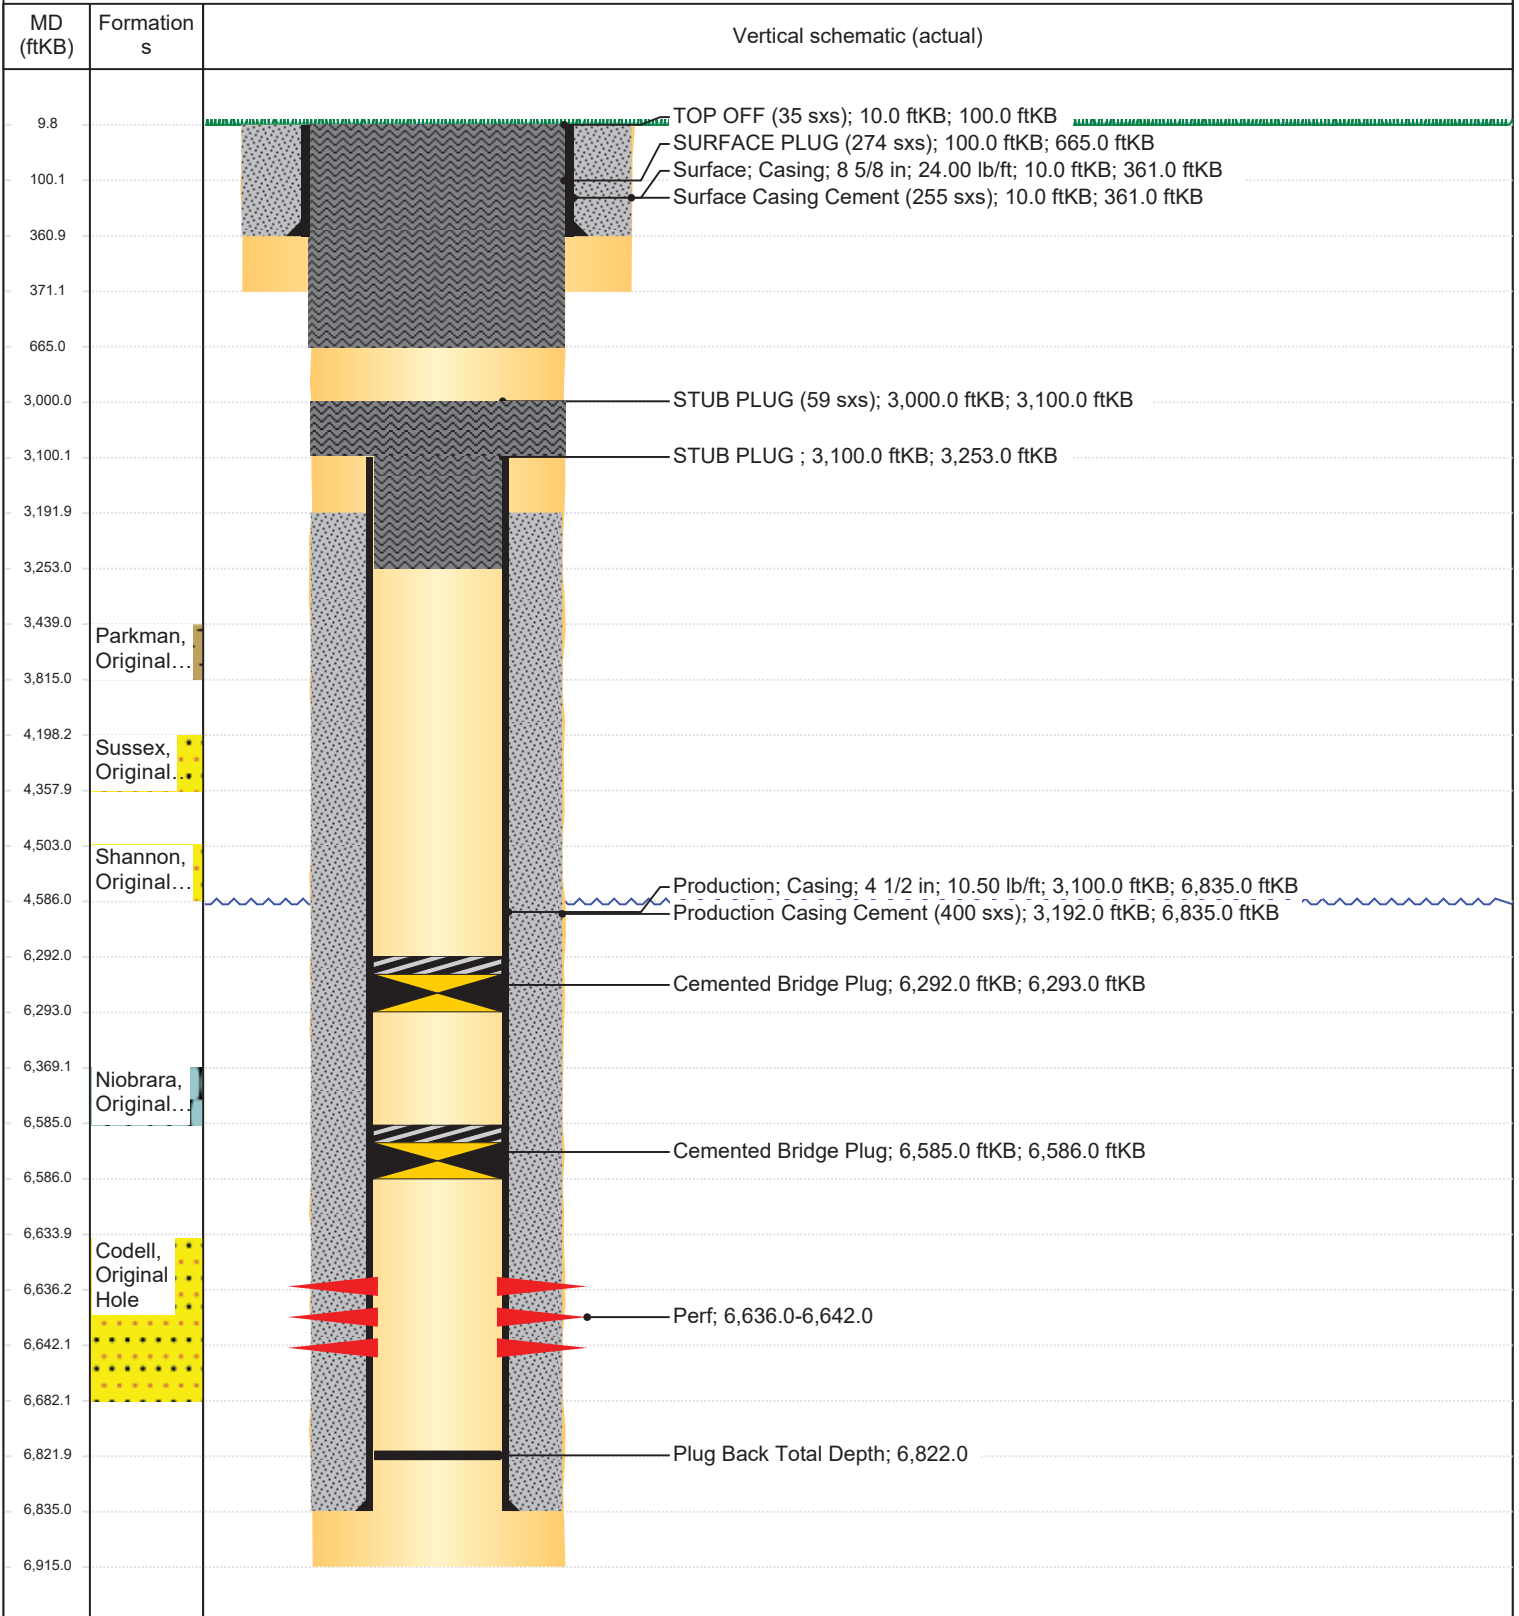 MD
(ftKB)
Formation
s
Vertical schematic (actual)
9.8
TOP OFF (35 sxs); 10.0 ftKB; 100.0 ftKB
SURFACE PLUG (274 sxs); 100.0 ftKB; 665.0 ftKB
Surface; Casing; 8 5/8 in; 24.00 lb/ft; 10.0 ftKB; 361.0 ftKB
100.1
Surface Casing Cement (255 sxs); 10.0 ftKB; 361.0 ftKB
360.9
371.1
665.0
3,000.0
STUB PLUG (59 sxs); 3,000.0 ftKB; 3,100.0 ftKB
3,100.1
STUB PLUG ; 3,100.0 ftKB; 3,253.0 ftKB
3,191.9
3,253.0
3,439.0
Parkman,
Original…
3,815.0
4,198.2
Sussex,
Original…
4,357.9
4,503.0
Shannon,
Original…
4,586.0
Production; Casing; 4 1/2 in; 10.50 lb/ft; 3,100.0 ftKB; 6,835.0 ftKB
Production Casing Cement (400 sxs); 3,192.0 ftKB; 6,835.0 ftKB
6,292.0
Cemented Bridge Plug; 6,292.0 ftKB; 6,293.0 ftKB
6,293.0
6,369.1
Niobrara,
Original…
6,585.0
Cemented Bridge Plug; 6,585.0 ftKB; 6,586.0 ftKB
6,586.0
6,633.9
Codell,
Original
Hole
6,636.2
Perf; 6,636.0-6,642.0
6,642.1
6,682.1
6,821.9
Plug Back Total Depth; 6,822.0
6,835.0
6,915.0